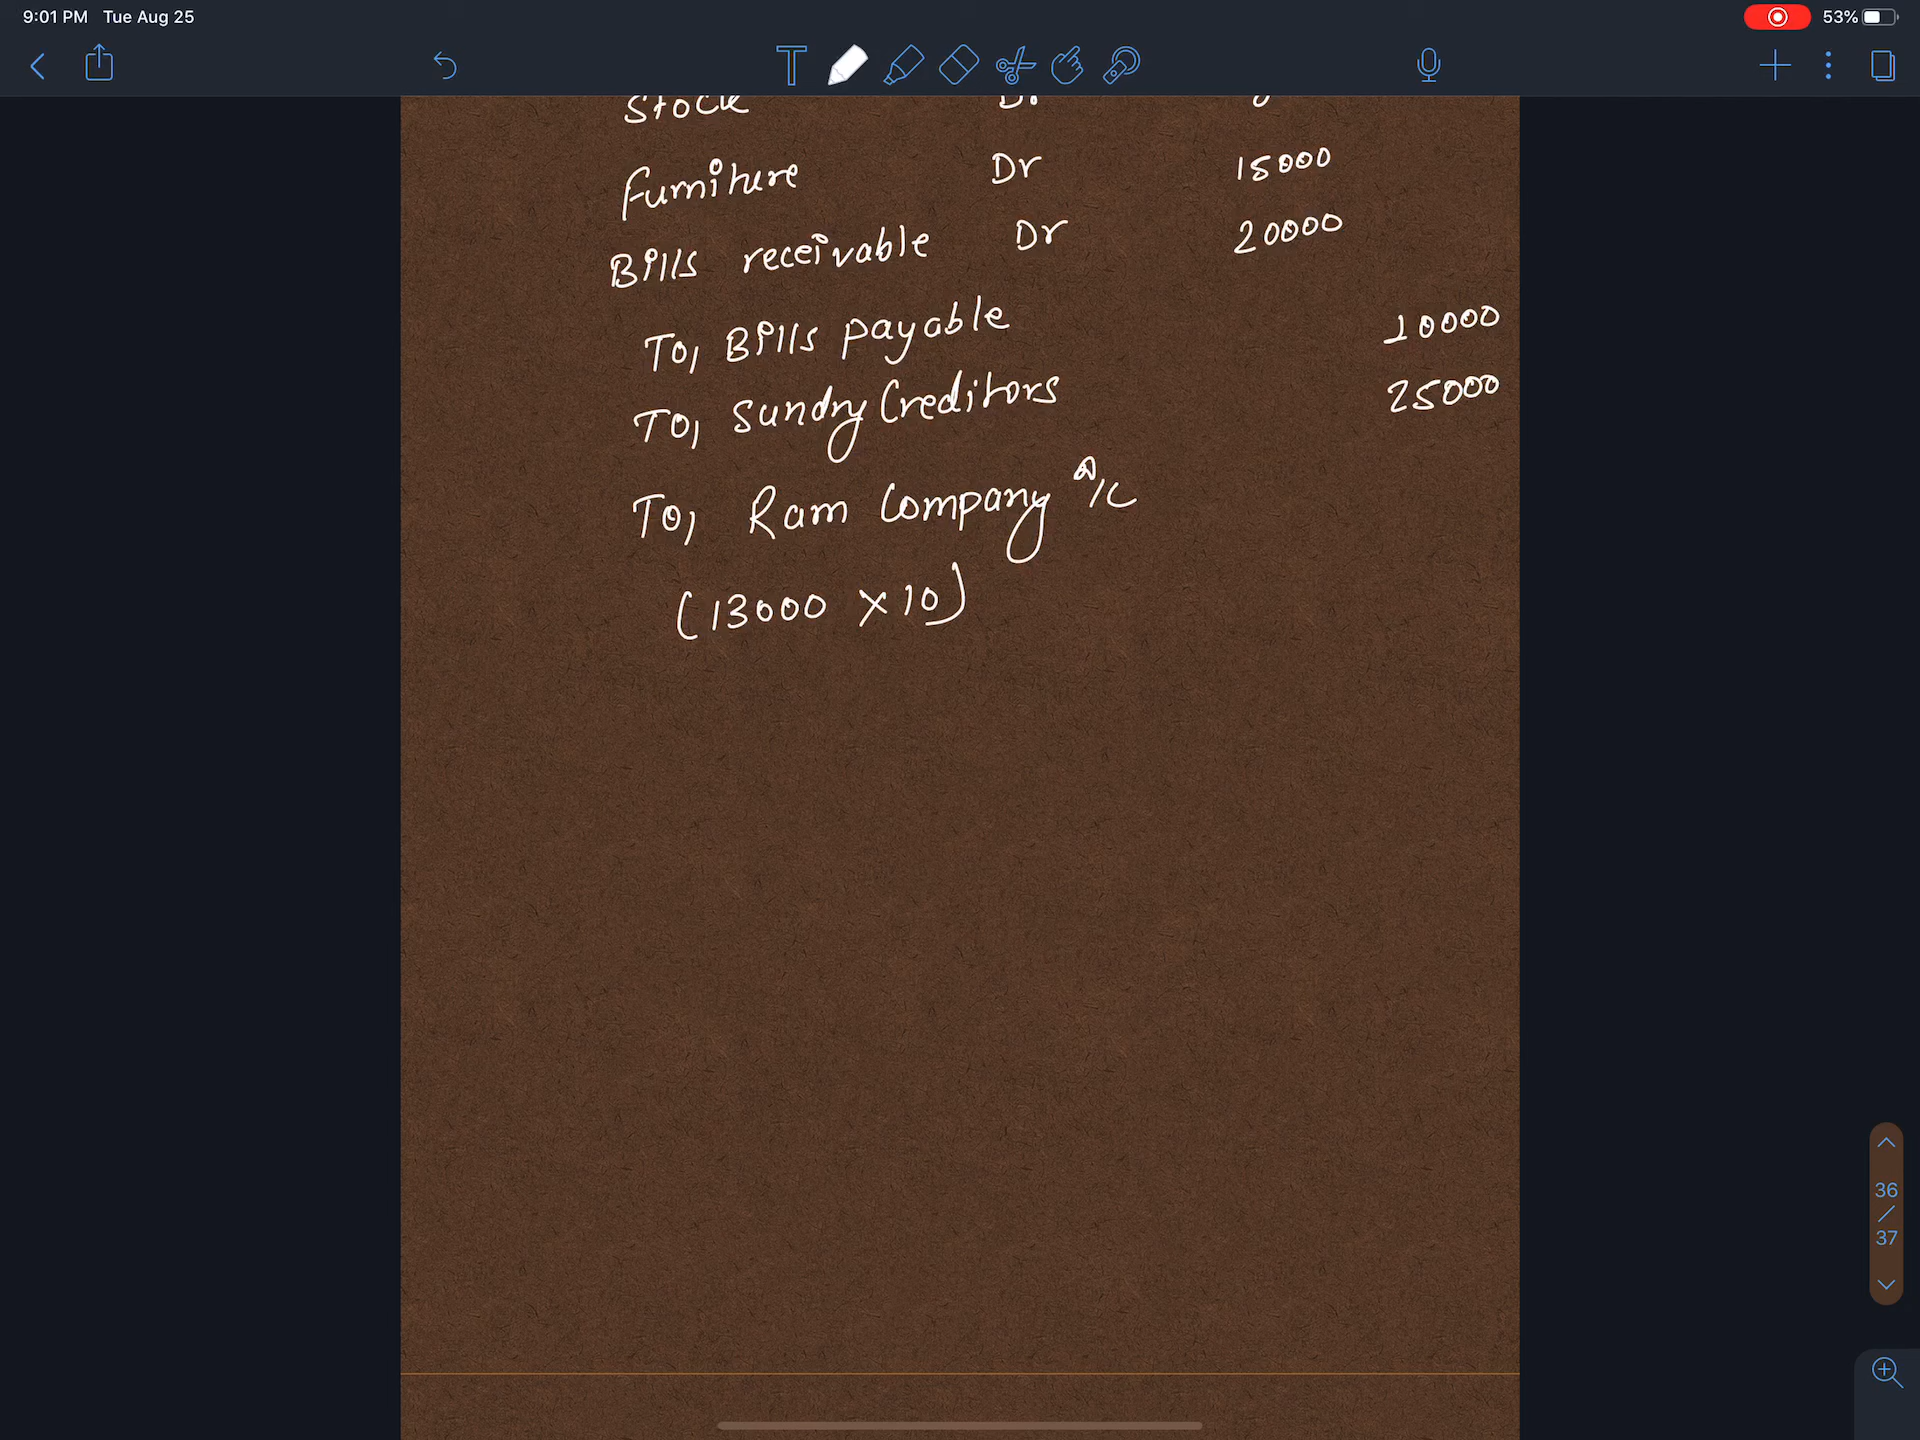 9:01 PM Tue Aug 25
53%
Stock
Furniture Dr 15000
Bills receivable Dr 20000
To, Bills payable 10000
To, Sundry Creditors 25000
To, Ram Company a/c
(13000 × 10)
36
/
37